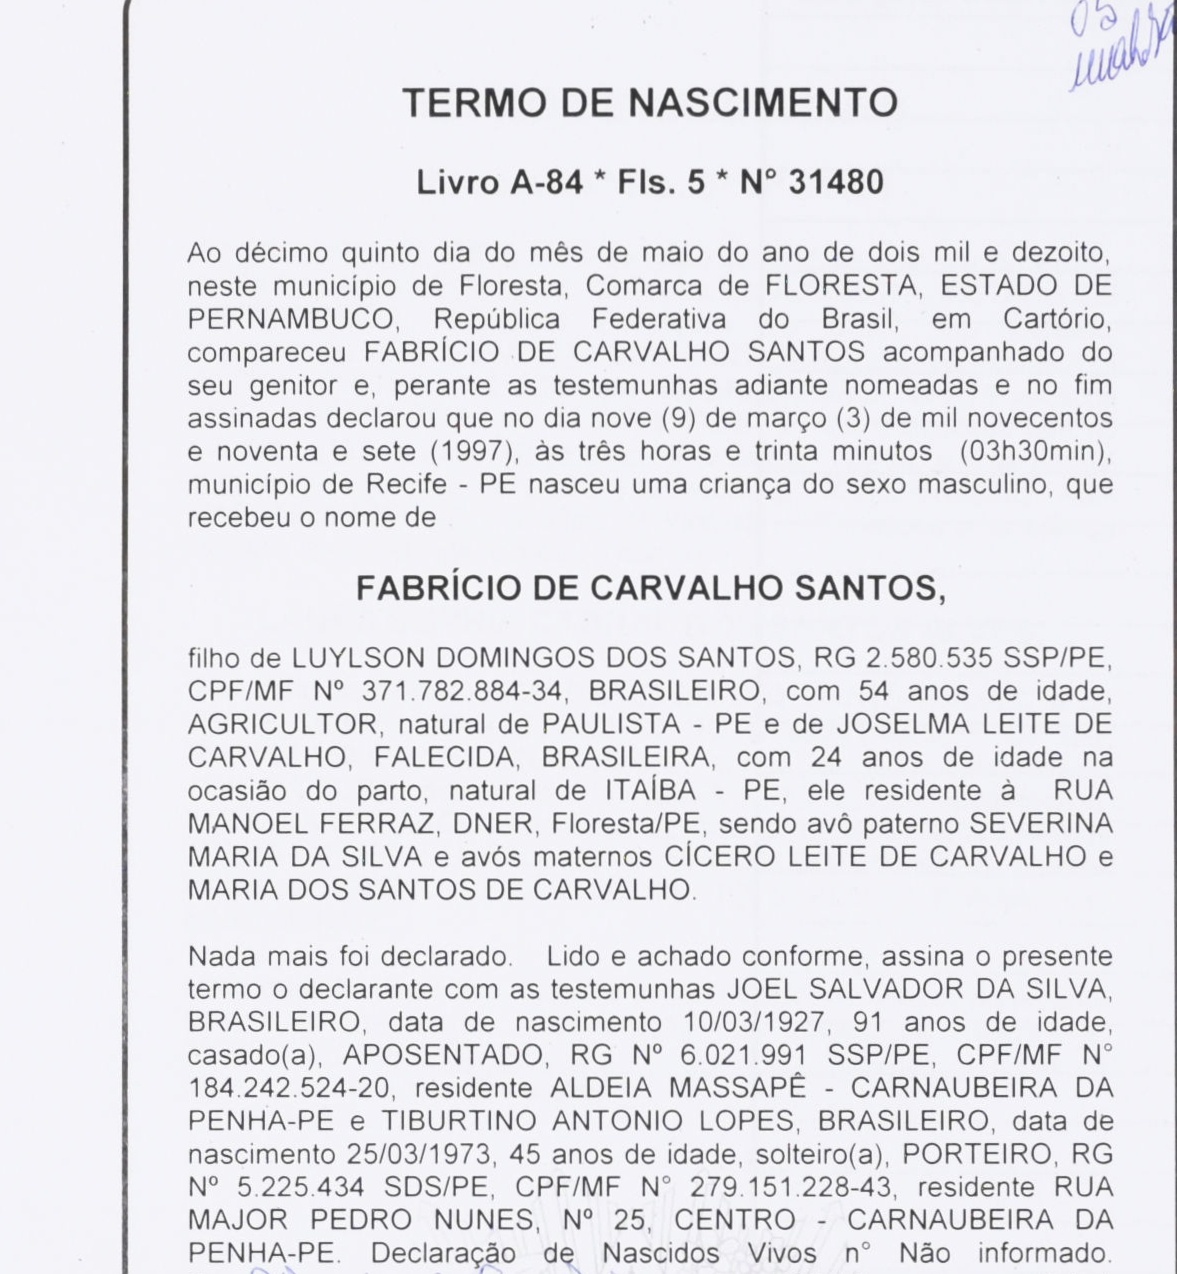 05
TERMO DE NASCIMENTO
Livro A-84 * Fls. 5 * N° 31480
Ao décimo quinto dia do mês de maio do ano de dois mil e dezoito,
neste município de Floresta, Comarca de FLORESTA, ESTADO DE
PERNAMBUCO, República Federativa do Brasil, em Cartório,
compareceu FABRÍCIO DE CARVALHO SANTOS acompanhado do
seu genitor e, perante as testemunhas adiante nomeadas e no fim
assinadas declarou que no dia nove (9) de março (3) de mil novecentos
e noventa e sete (1997), às três horas e trinta minutos (03h30min),
município de Recife - PE nasceu uma criança do sexo masculino, que
recebeu o nome de
FABRÍCIO DE CARVALHO SANTOS,
filho de LUYLSON DOMINGOS DOS SANTOS, RG 2.580.535 SSP/PE,
CPF/MF Nº 371.782.884-34, BRASILEIRO, com 54 anos de idade,
AGRICULTOR, natural de PAULISTA - PE e de JOSELMA LEITE DE
CARVALHO, FALECIDA, BRASILEIRA, com 24 anos de idade na
ocasião do parto, natural de ITAÍBA - PE, ele residente à RUA
MANOEL FERRAZ, DNER, Floresta/PE, sendo avô paterno SEVERINA
MARIA DA SILVA e avós maternos CÍCERO LEITE DE CARVALHO e
MARIA DOS SANTOS DE CARVALHO.
Nada mais foi declarado. Lido e achado conforme, assina o presente
termo o declarante com as testemunhas JOEL SALVADOR DA SILVA,
BRASILEIRO, data de nascimento 10/03/1927, 91 anos de idade,
casado(a), APOSENTADO, RG Nº 6.021.991 SSP/PE, CPF/MF N°
184.242.524-20, residente ALDEIA MASSAPÊ - CARNAUBEIRA DA
PENHA-PE e TIBURTINO ANTONIO LOPES, BRASILEIRO, data de
nascimento 25/03/1973, 45 anos de idade, solteiro(a), PORTEIRO, RG
Nº 5.225.434 SDS/PE, CPF/MF N° 279.151.228-43, residente RUA
MAJOR PEDRO NUNES, Nº 25, CENTRO - CARNAUBEIRA DA
PENHA-PE. Declaração de Nascidos Vivos n° Não informado.